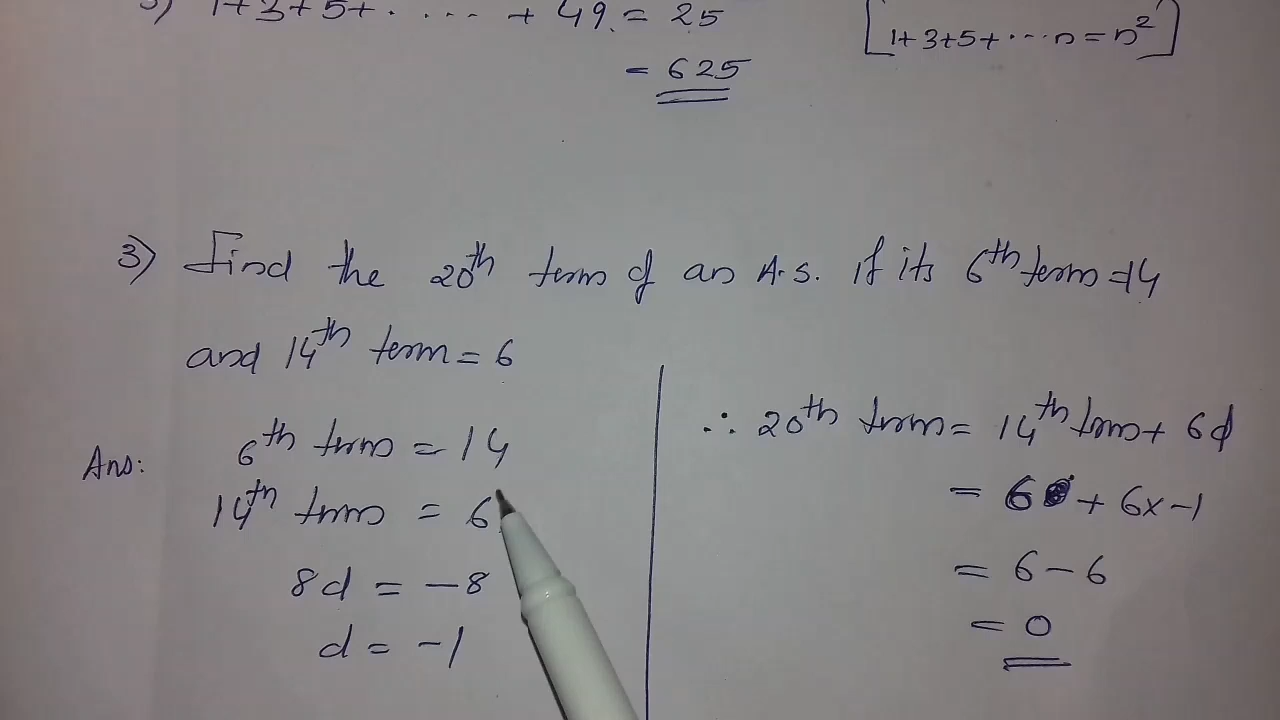 3) 1+3+5+ . . ... + 49 = 25
= 625
[1+3+5+...n = n²]
3) Find the 20th term of an A.S. if its 6th term = 14
and 14th term = 6
Ans: 6th term = 14
14th term = 6
8d = -8
d = -1
∴ 20th term = 14th term + 6d
= 6 + 6x-1
= 6-6
= 0